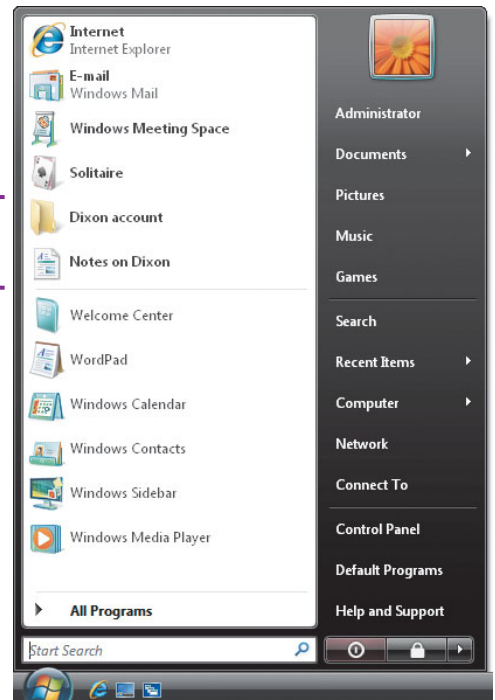 Internet
Internet Explorer
E-mail
Windows Mail
Windows Meeting Space
Solitaire
Dixon account
Notes on Dixon
Welcome Center
WordPad
Windows Calendar
Windows Contacts
Windows Sidebar
Windows Media Player
All Programs
Start Search
Administrator
Documents
Pictures
Music
Games
Search
Recent Items
Computer
Network
Connect To
Control Panel
Default Programs
Help and Support